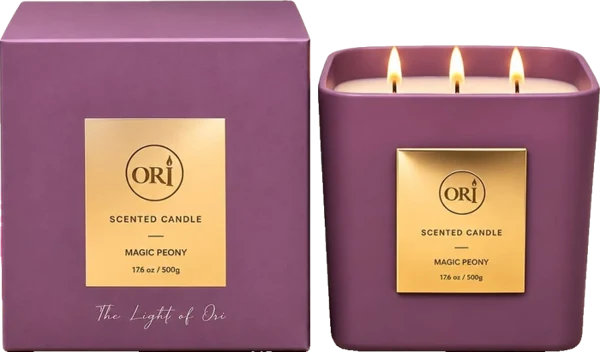 ORI
SCENTED CANDLE
MAGIC PEONY
17.6 oz / 500g
The Light of Ori
ORI
SCENTED CANDLE
MAGIC PEONY
17.6 oz / 500g